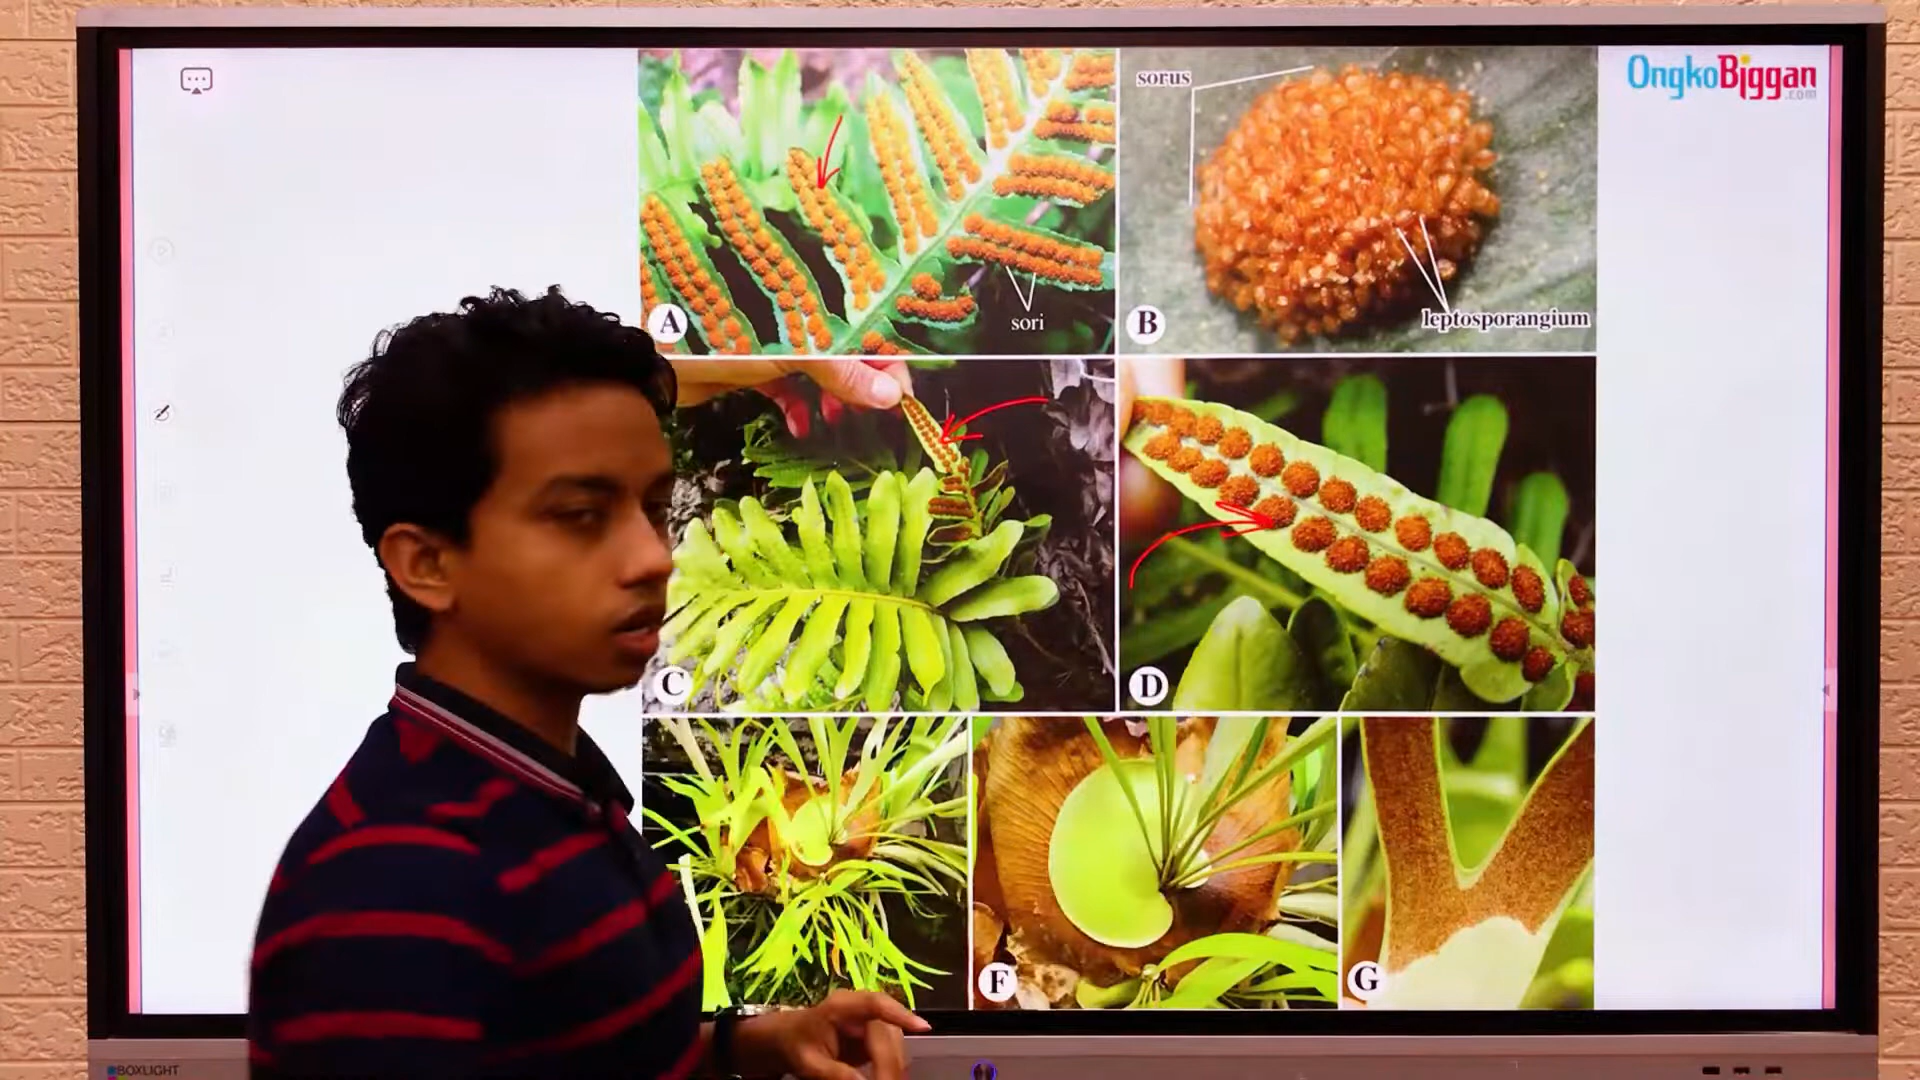 OngkoBiggan
.com
sorus
A
sori
B
leptosporangium
C
D
F
G
BOXLIGHT